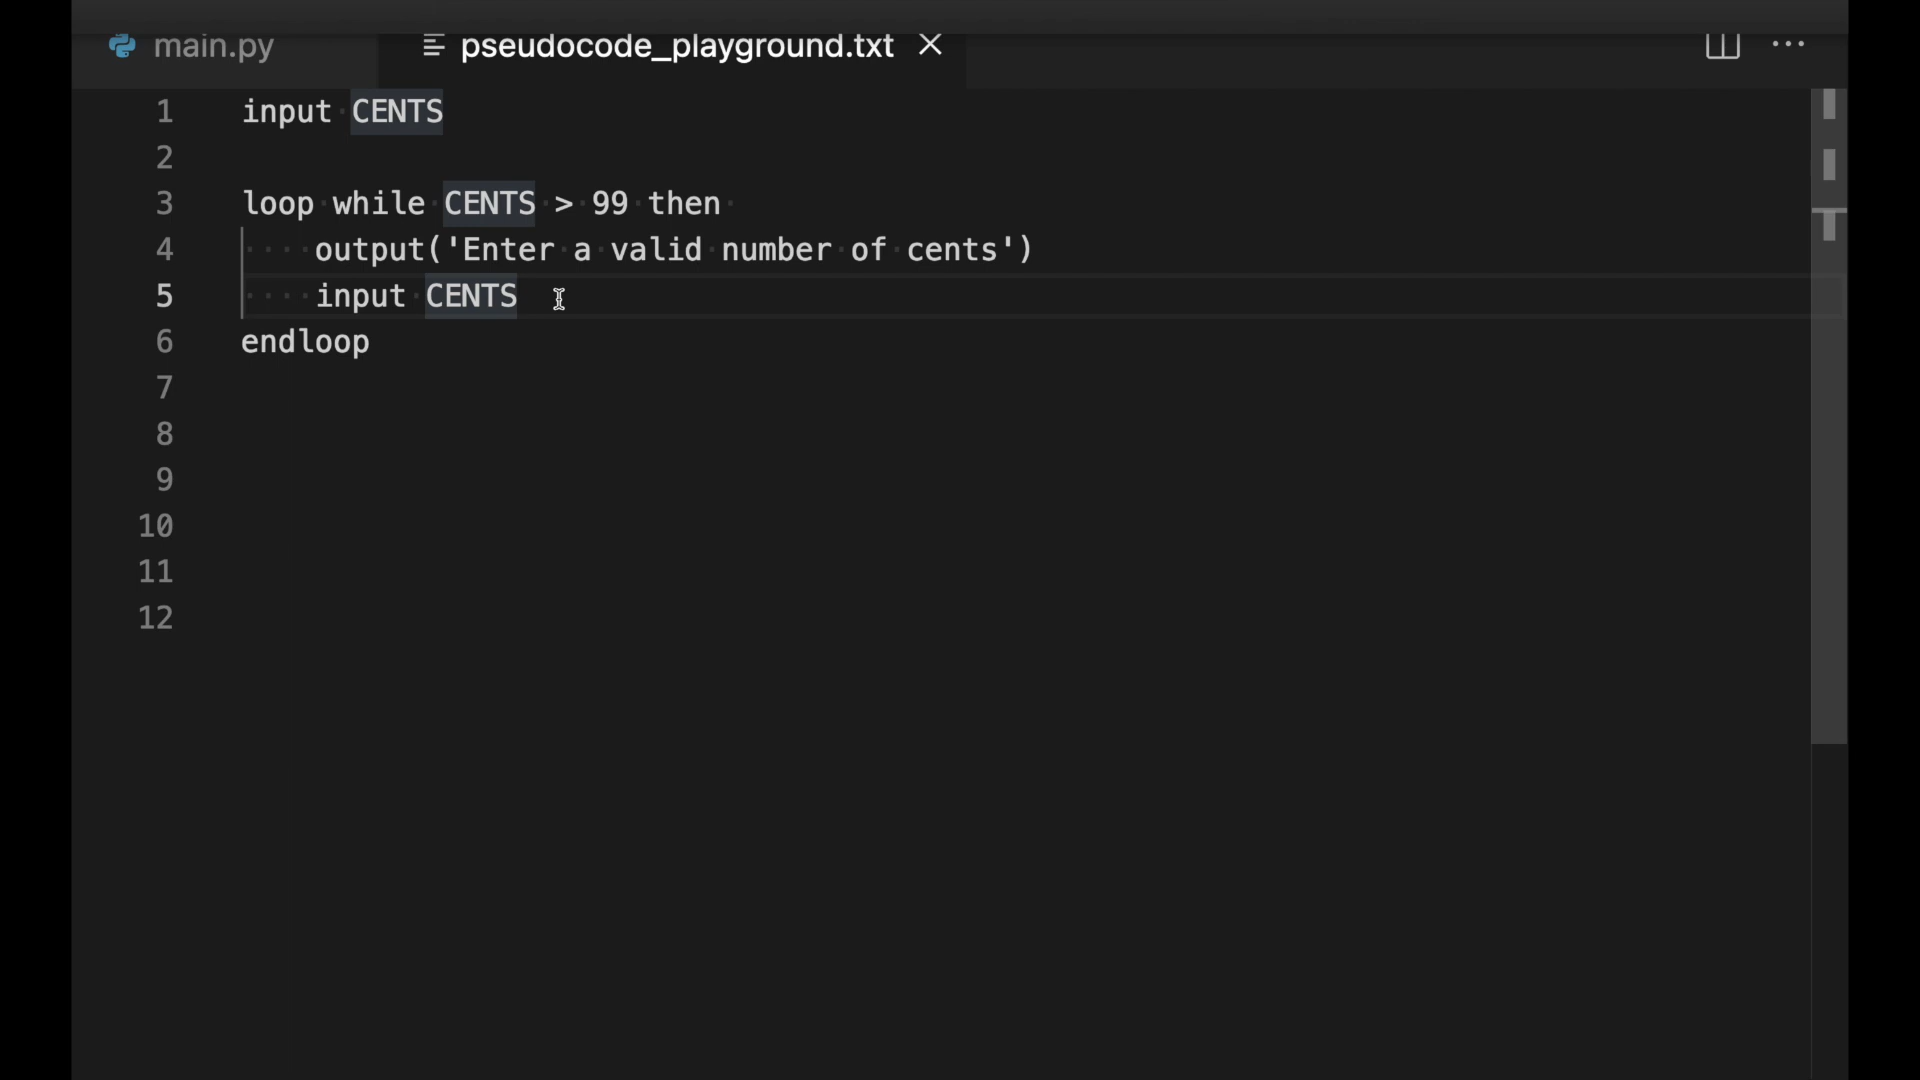 main.py pseudocode_playground.txt
1 input CENTS
2
3 loop while CENTS > 99 then
4 output('Enter a valid number of cents')
5 input CENTS
6 endloop
7
8
9
10
11
12